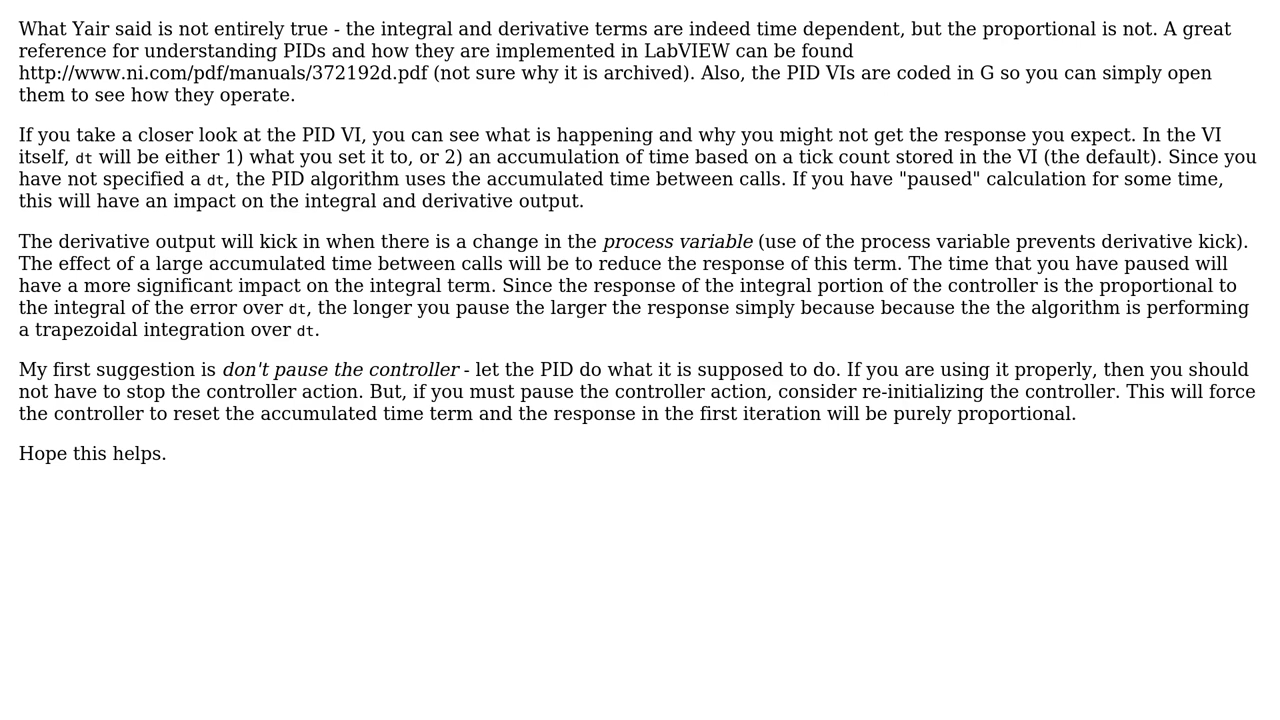 What Yair said is not entirely true - the integral and derivative terms are indeed time dependent, but the proportional is not. A great
reference for understanding PIDs and how they are implemented in LabVIEW can be found
http://www.ni.com/pdf/manuals/372192d.pdf (not sure why it is archived). Also, the PID VIs are coded in G so you can simply open
them to see how they operate.
If you take a closer look at the PID VI, you can see what is happening and why you might not get the response you expect. In the VI
itself, dt will be either 1) what you set it to, or 2) an accumulation of time based on a tick count stored in the VI (the default). Since you
have not specified a dt, the PID algorithm uses the accumulated time between calls. If you have "paused" calculation for some time,
this will have an impact on the integral and derivative output.
The derivative output will kick in when there is a change in the process variable (use of the process variable prevents derivative kick).
The effect of a large accumulated time between calls will be to reduce the response of this term. The time that you have paused will
have a more significant impact on the integral term. Since the response of the integral portion of the controller is the proportional to
the integral of the error over dt, the longer you pause the larger the response simply because because the the algorithm is performing
a trapezoidal integration over dt.
My first suggestion is don't pause the controller - let the PID do what it is supposed to do. If you are using it properly, then you should
not have to stop the controller action. But, if you must pause the controller action, consider re-initializing the controller. This will force
the controller to reset the accumulated time term and the response in the first iteration will be purely proportional.
Hope this helps.